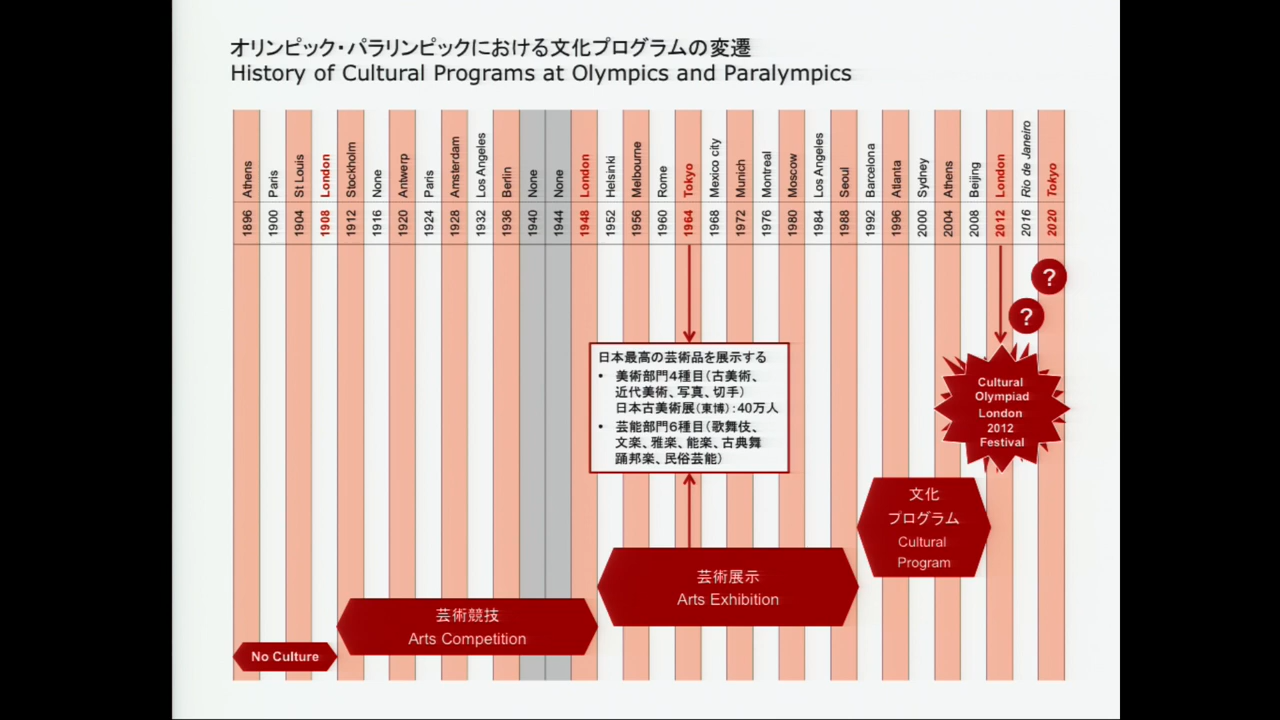 オリンピック・パラリンピックにおける文化プログラムの変遷
History of Cultural Programs at Olympics and Paralympics
Athens
Paris
St Louis
London
Stockholm
None
Antwerp
Paris
Amsterdam
Los Angeles
Berlin
None
None
London
Helsinki
Melbourne
Rome
Tokyo
Mexico city
Munich
Montreal
Moscow
Los Angeles
Seoul
Barcelona
Atlanta
Sydney
Athens
Beijing
London
Rio de Janeiro
Tokyo
1896
1900
1904
1908
1912
1916
1920
1924
1928
1932
1936
1940
1944
1948
1952
1956
1960
1964
1968
1972
1976
1980
1984
1988
1992
1996
2000
2004
2008
2012
2016
2020
?
?
日本最高の芸術品を展示する
• 美術部門4種目(古美術、
近代美術、写真、切手)
日本古美術展(東博):40万人
• 芸能部門6種目(歌舞伎、
文楽、雅楽、能楽、古典舞
踊邦楽、民俗芸能)
Cultural
Olympiad
London
2012
Festival
文化
プログラム
Cultural
Program
芸術展示
Arts Exhibition
芸術競技
Arts Competition
No Culture